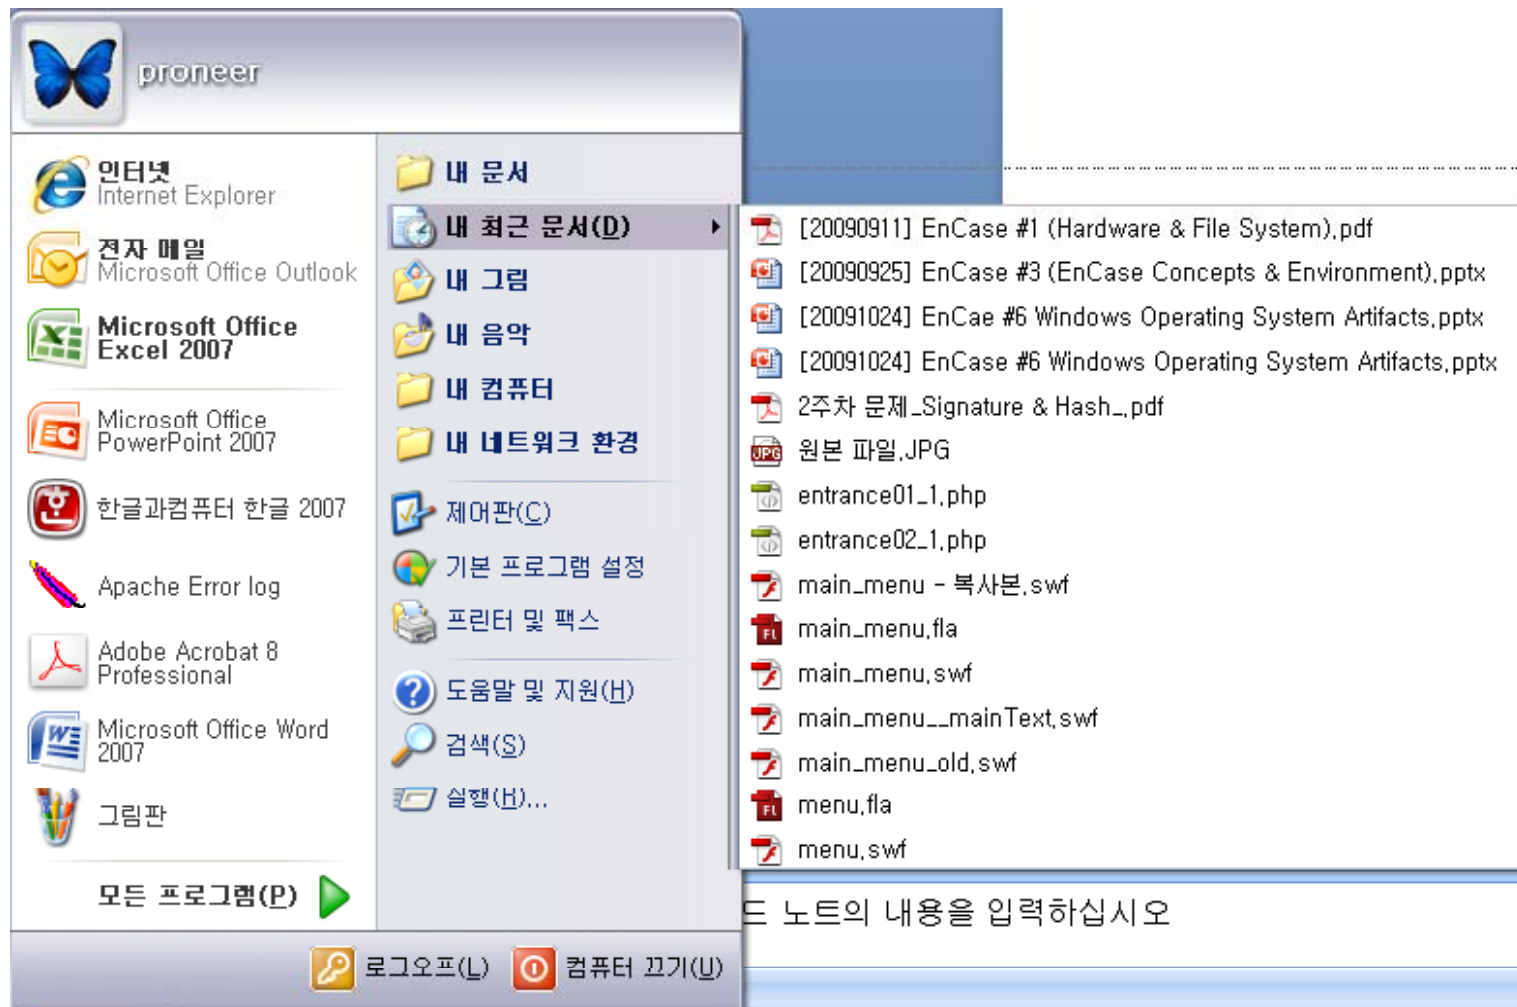 proneer
인터넷
Internet Explorer
전자 메일
Microsoft Office Outlook
Microsoft Office
Excel 2007
Microsoft Office
PowerPoint 2007
한글과컴퓨터 한글 2007
Apache Error log
Adobe Acrobat 8
Professional
Microsoft Office Word
2007
그림판
모든 프로그램(P)
내 문서
내 최근 문서(D)
내 그림
내 음악
내 컴퓨터
내 네트워크 환경
제어판(C)
기본 프로그램 설정
프린터 및 팩스
도움말 및 지원(H)
검색(S)
실행(H)...
[20090911] EnCase #1 (Hardware & File System).pdf
[20090925] EnCase #3 (EnCase Concepts & Environment).pptx
[20091024] EnCae #6 Windows Operating System Artifacts.pptx
[20091024] EnCase #6 Windows Operating System Artifacts.pptx
2주차 문제_Signature & Hash_.pdf
원본 파일.JPG
entrance01_1.php
entrance02_1.php
main_menu - 복사본.swf
main_menu.fla
main_menu.swf
main_menu__mainText.swf
main_menu_old.swf
menu.fla
menu.swf
드 노트의 내용을 입력하십시오
로그오프(L)
컴퓨터 끄기(U)